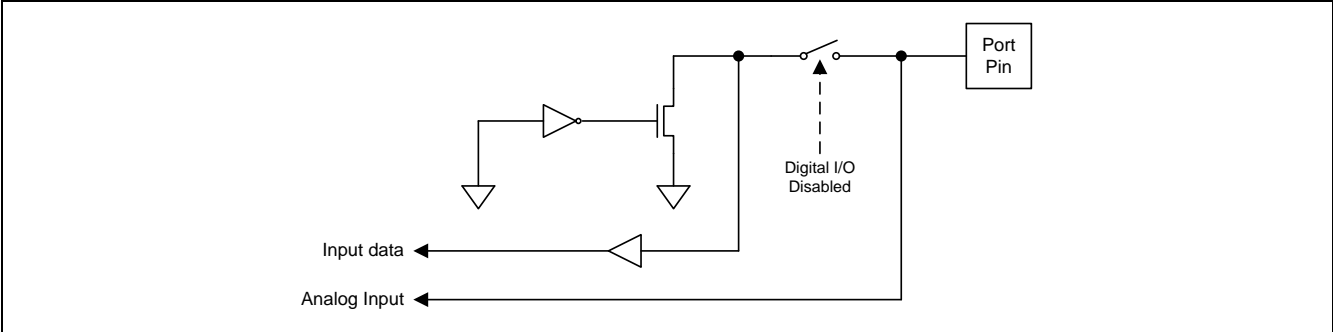 Port
Pin
Digital I/O
Disabled
Input data
Analog Input